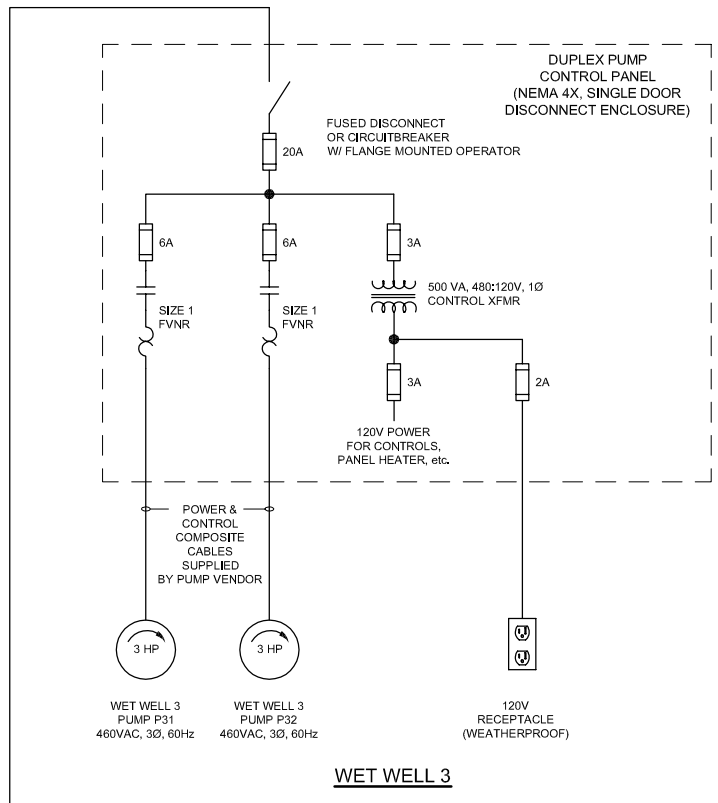 DUPLEX PUMP
CONTROL PANEL
(NEMA 4X, SINGLE DOOR
DISCONNECT ENCLOSURE)
FUSED DISCONNECT
OR CIRCUITBREAKER
W/ FLANGE MOUNTED OPERATOR
20A
6A
6A
3A
SIZE 1
FVNR
SIZE 1
FVNR
500 VA, 480:120V, 1Ø
CONTROL XFMR
3A
2A
120V POWER
FOR CONTROLS,
PANEL HEATER, etc.
POWER &
CONTROL
COMPOSITE
CABLES
SUPPLIED
BY PUMP VENDOR
3 HP
3 HP
WET WELL 3
PUMP P31
460VAC, 3Ø, 60Hz
WET WELL 3
PUMP P32
460VAC, 3Ø, 60Hz
120V
RECEPTACLE
(WEATHERPROOF)
WET WELL 3